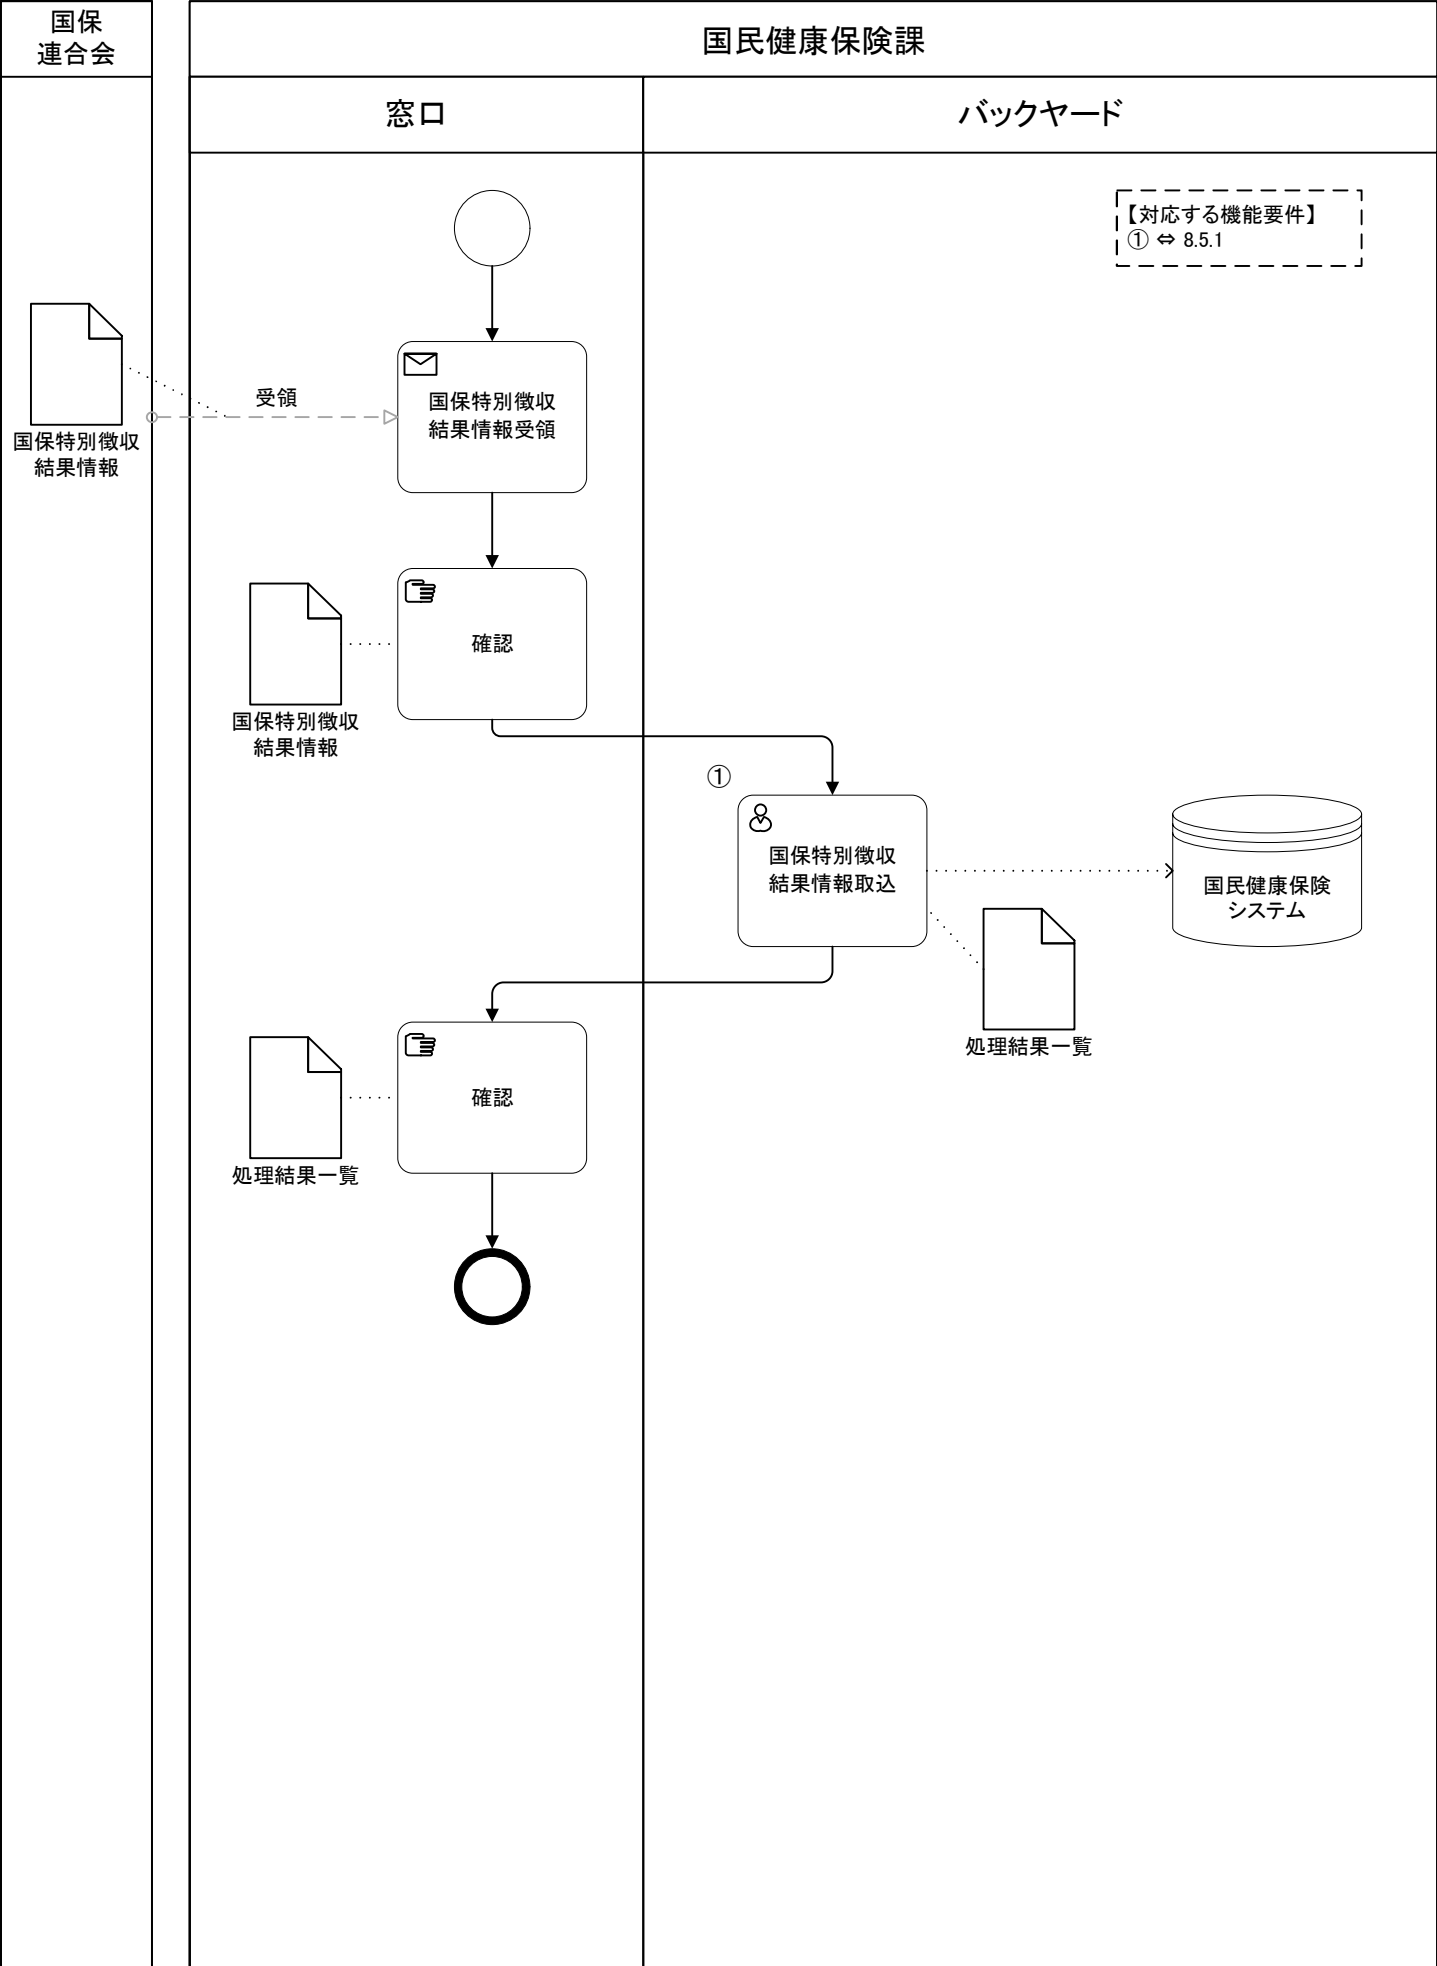 国保
連合会
国民健康保険課
窓口
バックヤード
【対応する機能要件】
① ⇔ 8.5.1
国保特別徴収
結果情報
受領
国保特別徴収
結果情報受領
国保特別徴収
結果情報
確認
①
国保特別徴収
結果情報取込
国民健康保険
システム
処理結果一覧
処理結果一覧
確認